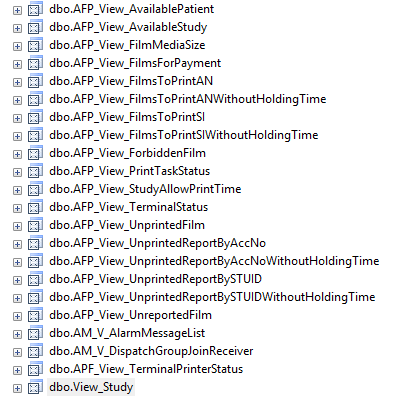 dbo.AFP_View_AvailablePatient
dbo.AFP_View_AvailableStudy
dbo.AFP_View_FilmMediaSize
dbo.AFP_View_FilmsForPayment
dbo.AFP_View_FilmsToPrintAN
dbo.AFP_View_FilmsToPrintANWithoutHoldingTime
dbo.AFP_View_FilmsToPrintSI
dbo.AFP_View_FilmsToPrintSIWithoutHoldingTime
dbo.AFP_View_ForbiddenFilm
dbo.AFP_View_PrintTaskStatus
dbo.AFP_View_StudyAllowPrintTime
dbo.AFP_View_TerminalStatus
dbo.AFP_View_UnprintedFilm
dbo.AFP_View_UnprintedReportByAccNo
dbo.AFP_View_UnprintedReportByAccNoWithoutHoldingTime
dbo.AFP_View_UnprintedReportBySTUID
dbo.AFP_View_UnprintedReportBySTUIDWithoutHoldingTime
dbo.AFP_View_UnreportedFilm
dbo.AM_V_AlarmMessageList
dbo.AM_V_DispatchGroupJoinReceiver
dbo.APF_View_TerminalPrinterStatus
dbo.View_Study